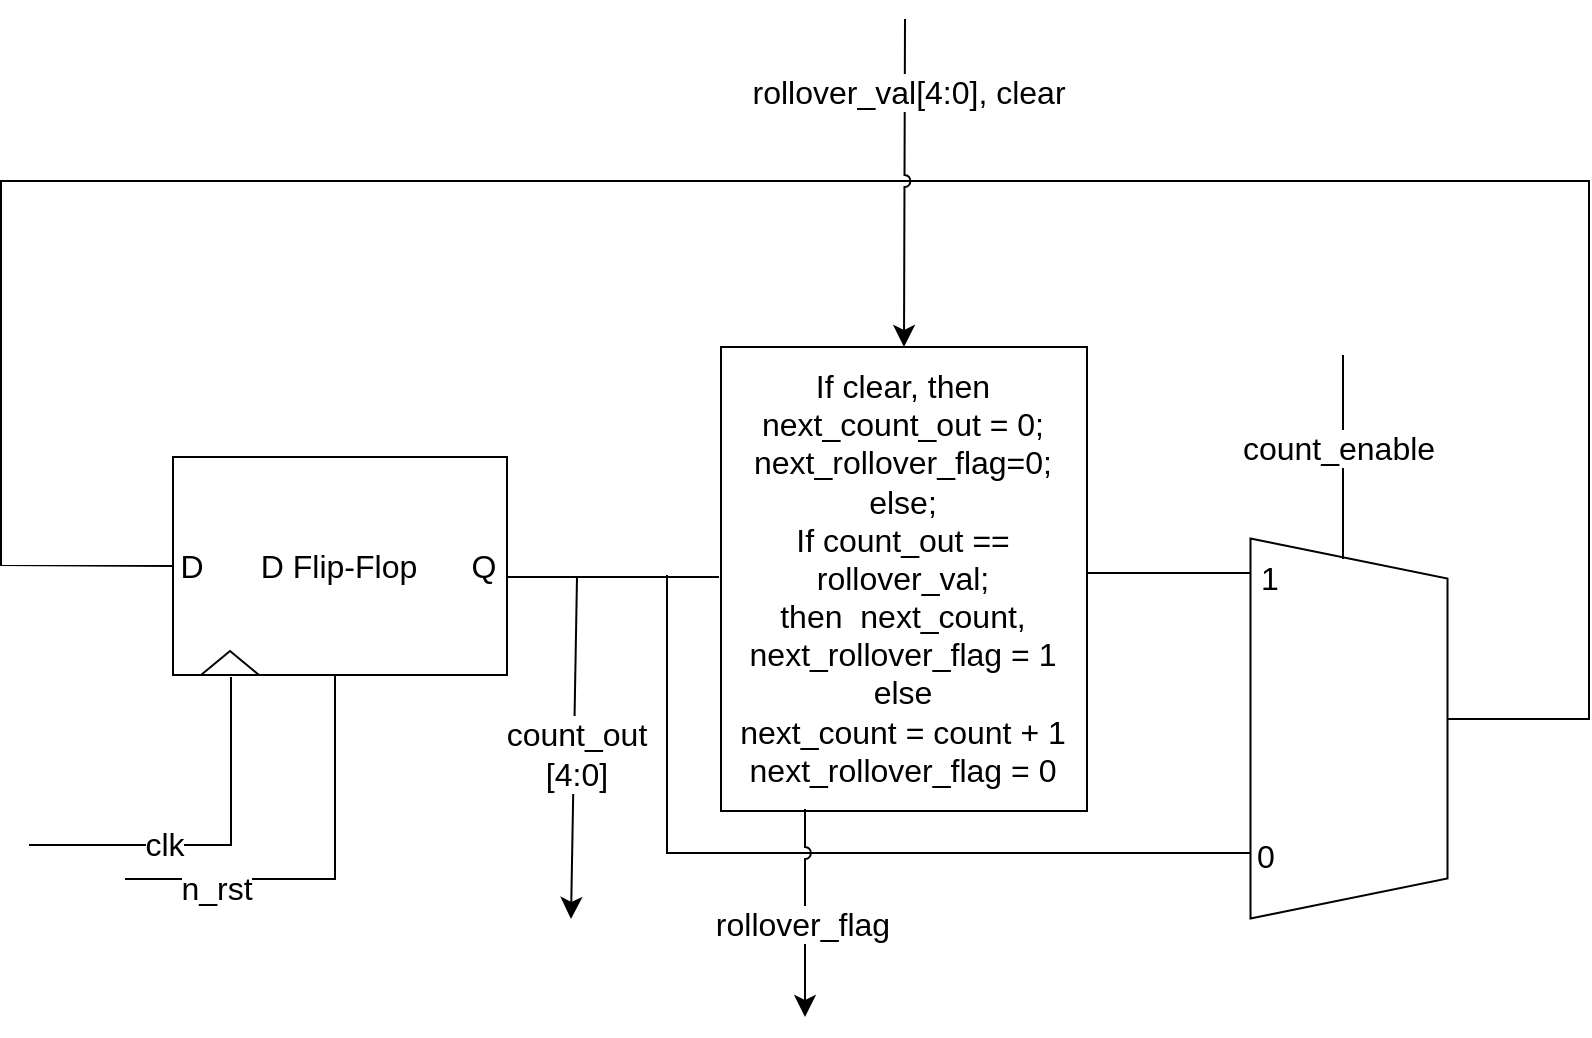 rollover_val[4:0], clear
If clear, then
next_count_out = 0;
next_rollover_flag=0;
else;
If count_out ==
rollover_val;
then  next_count,
next_rollover_flag = 1
else
next_count = count + 1
next_rollover_flag = 0
count_enable
D
D Flip-Flop
Q
1
count_out
[4:0]
clk
n_rst
0
rollover_flag